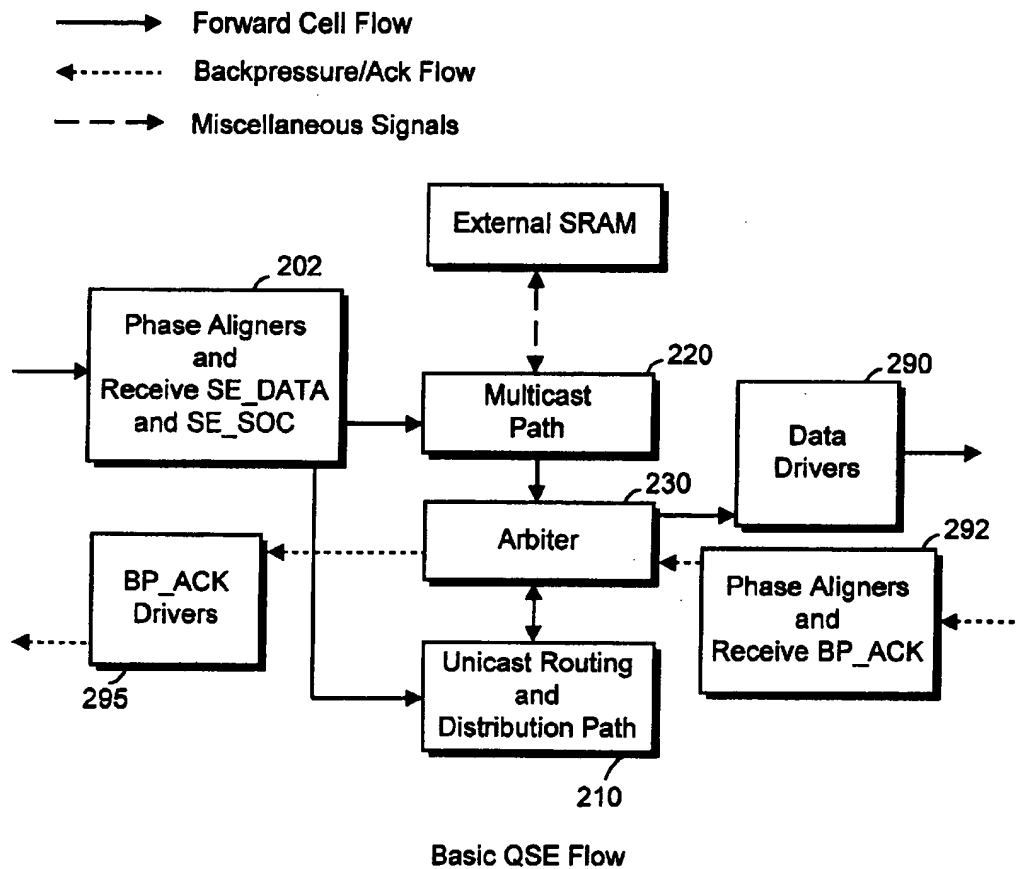 Forward Cell Flow
Backpressure/Ack Flow
Miscellaneous Signals
External SRAM
202
Phase Aligners
and
Receive SE_DATA
and SE_SOC
220
Multicast
Path
290
Data
Drivers
230
Arbiter
292
Phase Aligners
and
Receive BP_ACK
BP_ACK
Drivers
295
Unicast Routing
and
Distribution Path
210
Basic QSE Flow